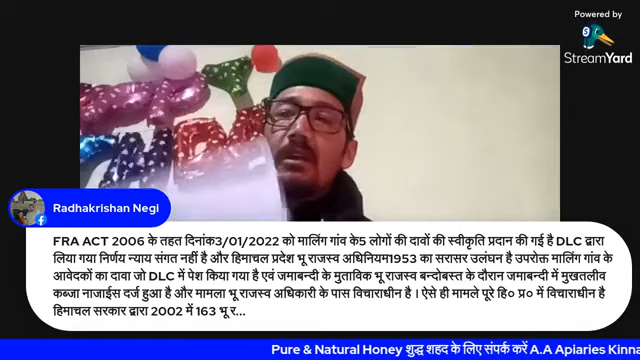 Powered by
StreamYard
Radhakrishan Negi
FRA ACT 2006 के तहत दिनांक3/01/2022 को मालिंग गांव के5 लोगों की दावों की स्वीकृति प्रदान की गई है DLC द्वारा
लिया गया निर्णय न्याय संगत नहीं है और हिमाचल प्रदेश भू राजस्व अधिनियम1953 का सरासर उलंघन है उपरोक्त मालिंग गांव के
आवेदकों का दावा जो DLC में पेश किया गया है एवं जमाबन्दी के मुताविक भू राजस्व बन्दोबस्त के दौरान जमाबन्दी में मुखतलीव
कब्जा नाजाईस दर्ज हुआ है और मामला भू राजस्व अधिकारी के पास विचाराधीन है । ऐसे ही मामले पूरे हि० प्र० में विचाराधीन है
हिमाचल सरकार द्वारा 2002 में 163 भू र...
Pure & Natural Honey शुद्ध शहद के लिए संपर्क करें A.A Apiaries Kinna